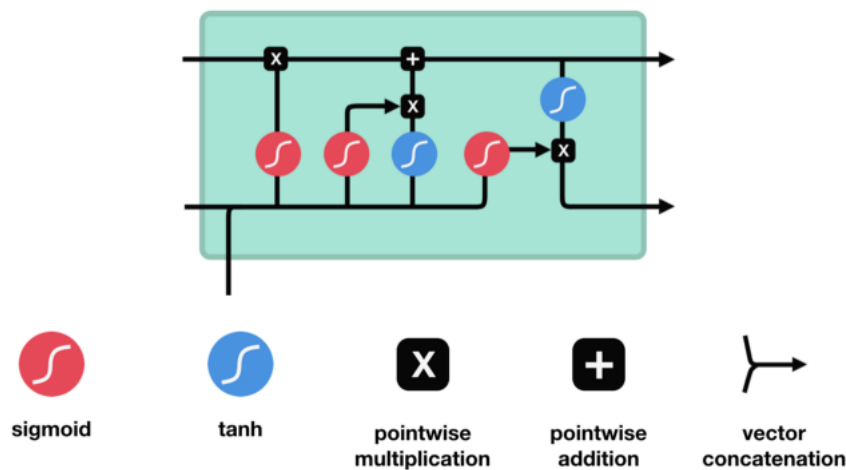 X
+
X
X
X
+
sigmoid
tanh
pointwise
multiplication
pointwise
addition
vector
concatenation